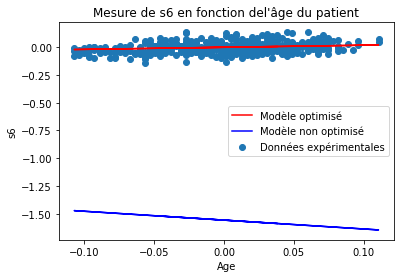 Mesure de s6 en fonction del'âge du patient
0.00
−0.25
−0.50
−0.75
−1.00
−1.25
−1.50
s6
Modèle optimisé
Modèle non optimisé
Données expérimentales
−0.10 −0.05 0.00 0.05 0.10
Age